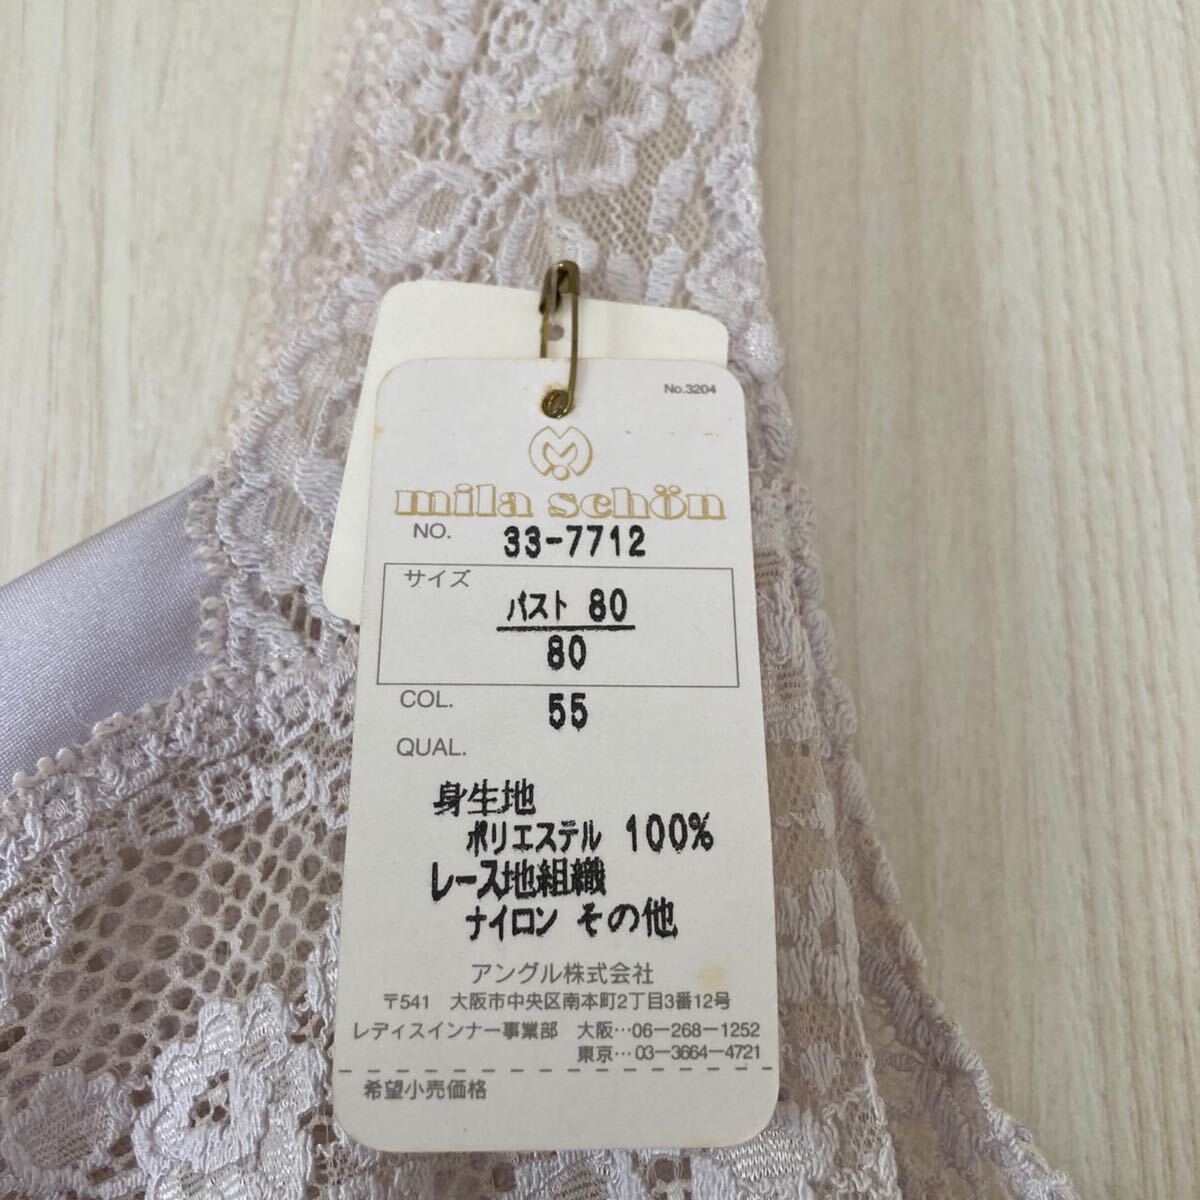 No.3204
mila schön
NO. 33-7712
サイズ
バスト 80
80
COL. 55
QUAL.
身生地
ポリエステル 100%
レース地組織
ナイロン その他
アングル株式会社
〒541 大阪市中央区南本町2丁目3番12号
レディスインナー事業部 大阪…06-268-1252
東京…03-3664-4721
希望小売価格